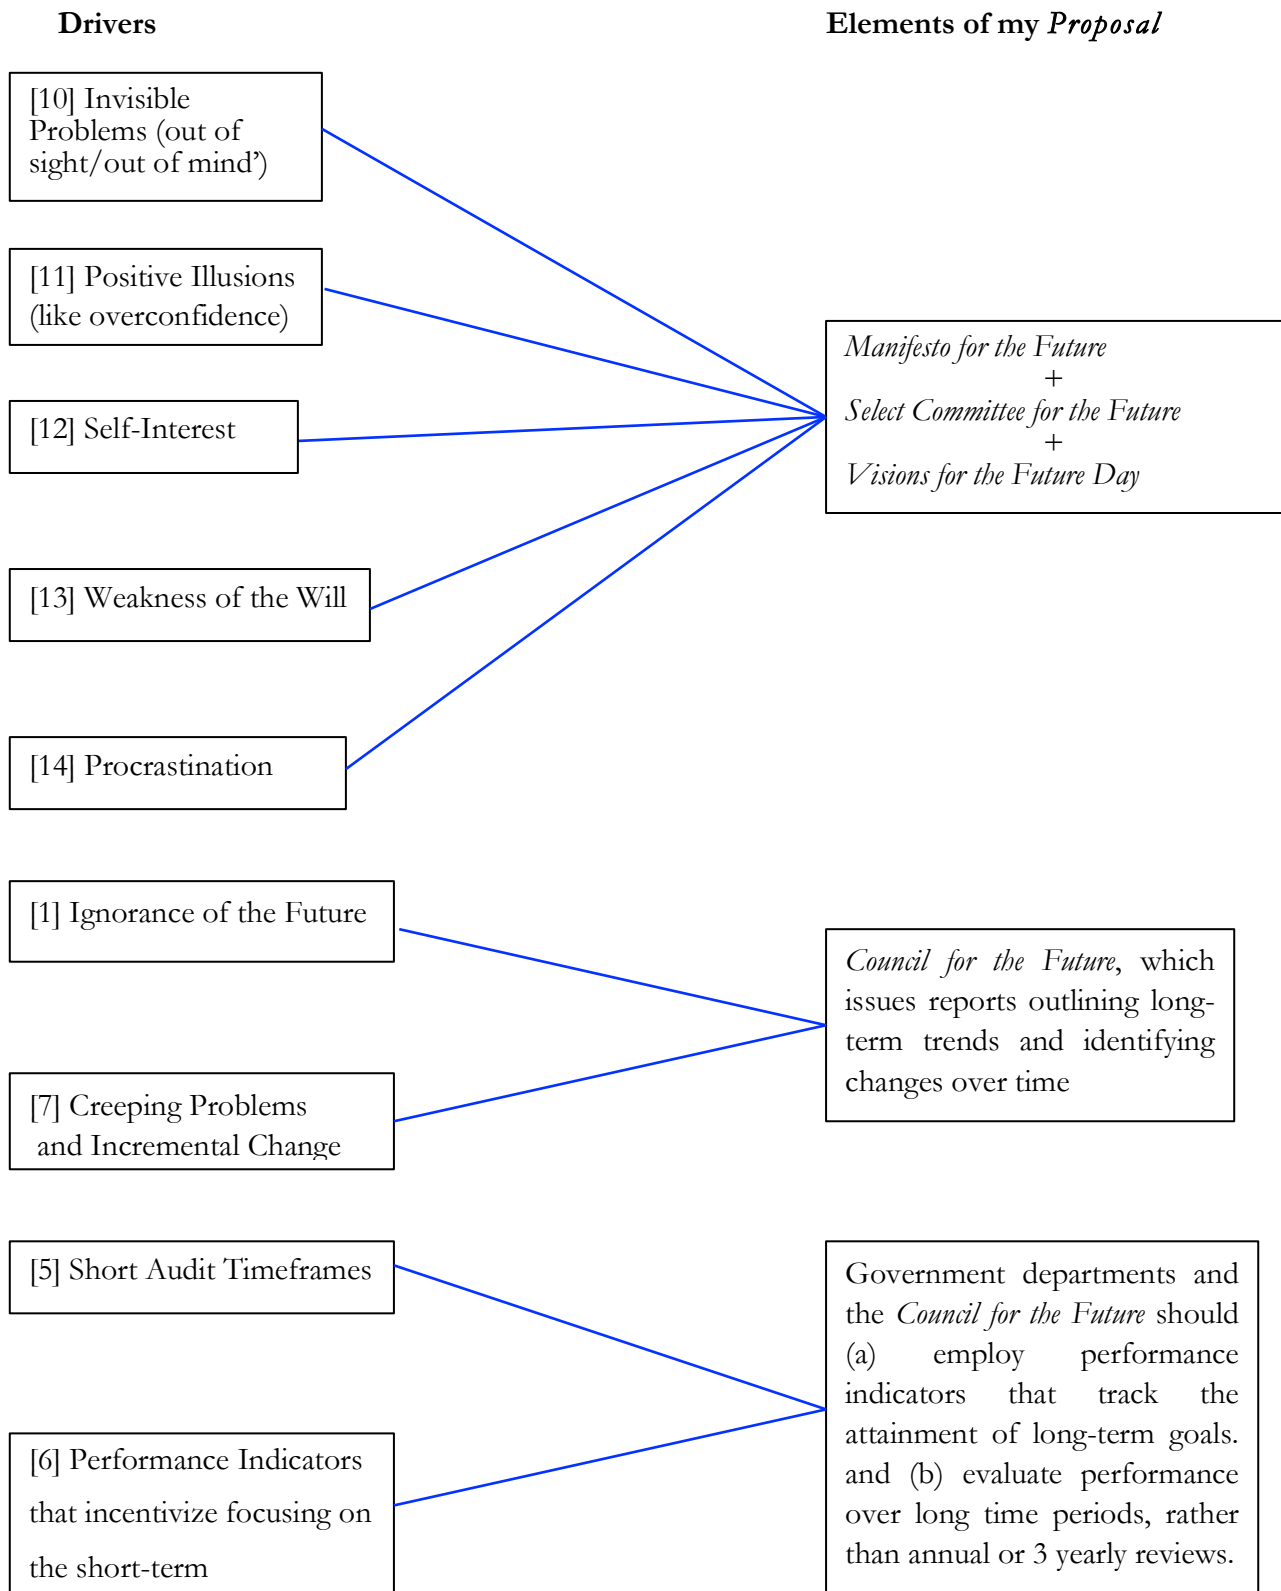 Drivers
Elements of my Proposal
[10] Invisible
Problems (out of
sight/out of mind’)
[11] Positive Illusions
(like overconfidence)
[12] Self-Interest
[13] Weakness of the Will
[14] Procrastination
Manifesto for the Future
+
Select Committee for the Future
+
Visions for the Future Day
[1] Ignorance of the Future
[7] Creeping Problems
and Incremental Change
Council for the Future, which
issues reports outlining long-
term trends and identifying
changes over time
[5] Short Audit Timeframes
[6] Performance Indicators
that incentivize focusing on
the short-term
Government departments and
the Council for the Future should
(a) employ performance
indicators that track the
attainment of long-term goals.
and (b) evaluate performance
over long time periods, rather
than annual or 3 yearly reviews.